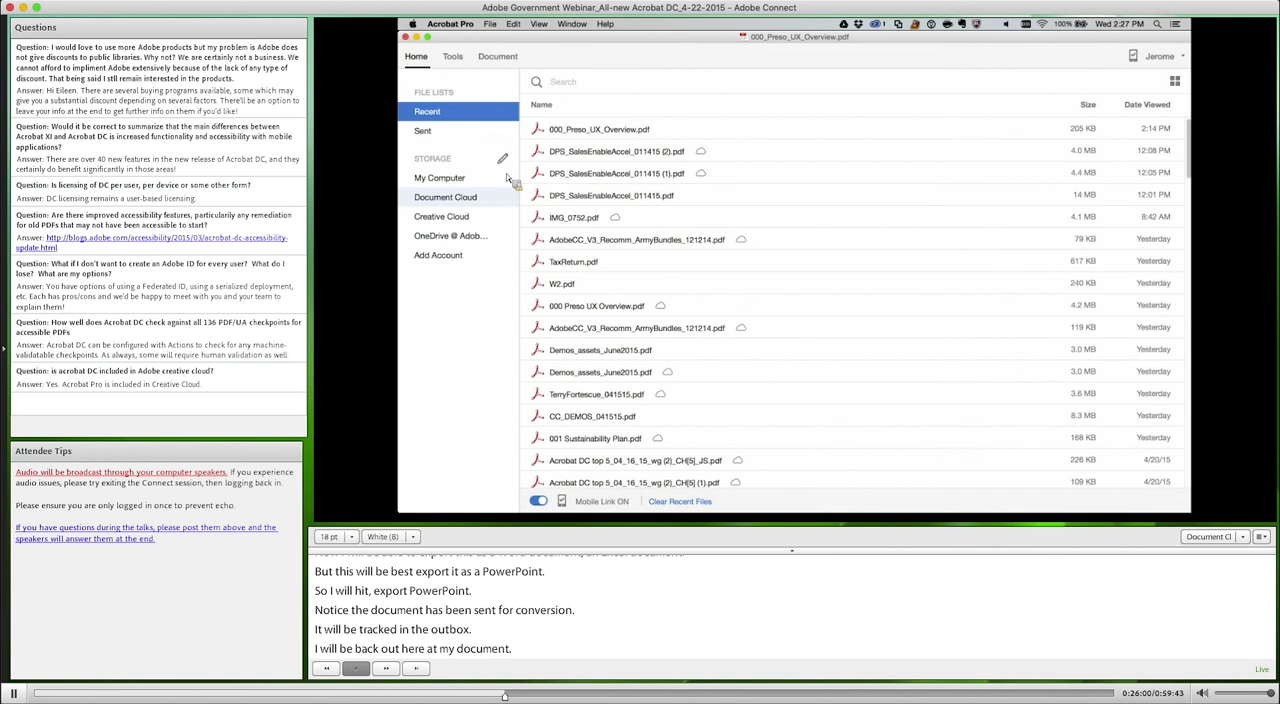 Adobe Government Webinar_All-new Acrobat DC_4-22-2015 - Adobe Connect
Questions
Question: I would love to use more Adobe products but my problem is Adobe does
not give discounts to public libraries. Why not? We are certainly not a business. We
cannot afford to impliment Adobe extensively because of the lack of any type of
discount. That being said I still remain interested in the products.
Answer: Hi Eileen. There are several buying programs available, some which may
give you a substantial discount depending on several factors. There'll be an option to
leave your info at the end to get further info on them if you'd like!
Question: Would it be correct to summarize that the main differences between
Acrobat XI and Acrobat DC is increased functionality and accessibility with mobile
applications?
Answer: There are over 40 new features in the new release of Acrobat DC, and they
certainly do benefit significantly in those areas!
Question: Is licensing of DC per user, per device or some other form?
Answer: DC licensing remains a user-based licensing.
Question: Are there improved accessibility features, particularly any remediation
for old PDFs that may not have been accessible to start?
Answer: http://blogs.adobe.com/accessibility/2015/03/acrobat-dc-accessibility-
update.html
Question: What if I don't want to create an Adobe ID for every user? What do I
lose? What are my options?
Answer: You have options of using a Federated ID, using a serialized deployment,
etc. Each has pros/cons and we'd be happy to meet with you and your team to
explain them!
Question: How well does Acrobat DC check against all 136 PDF/UA checkpoints for
accessible PDFs
Answer: Acrobat DC can be configured with Actions to check for any machine-
validatable checkpoints. As always, some will require human validation as well.
Question: is acrobat DC included in Adobe creative cloud?
Answer: Yes. Acrobat Pro is included in Creative Cloud.
Attendee Tips
Audio will be broadcast through your computer speakers. If you experience
audio issues, please try exiting the Connect session, then logging back in.
Please ensure you are only logged in once to prevent echo.
If you have questions during the talks, please post them above and the
speakers will answer them at the end.
Acrobat Pro File Edit View Window Help 100% Wed 2:27 PM
000_Preso_UX_Overview.pdf
Home Tools Document Jerome
FILE LISTS
Recent
Sent
STORAGE
My Computer
Document Cloud
Creative Cloud
OneDrive @ Adob...
Add Account
Search
Name Size Date Viewed
000_Preso_UX_Overview.pdf 205 KB 2:14 PM
DPS_SalesEnableAccel_011415 (2).pdf 4.0 MB 12:08 PM
DPS_SalesEnableAccel_011415 (1).pdf 4.4 MB 12:05 PM
DPS_SalesEnableAccel_011415.pdf 14 MB 12:01 PM
IMG_0752.pdf 4.1 MB 8:42 AM
AdobeCC_V3_Recomm_ArmyBundles_121214.pdf 79 KB Yesterday
TaxReturn.pdf 617 KB Yesterday
W2.pdf 240 KB Yesterday
000 Preso UX Overview.pdf 4.2 MB Yesterday
AdobeCC_V3_Recomm_ArmyBundles_121214.pdf 119 KB Yesterday
Demos_assets_June2015.pdf 3.0 MB Yesterday
Demos_assets_June2015.pdf 3.0 MB Yesterday
TerryFortescue_041515.pdf 3.6 MB Yesterday
CC_DEMOS_041515.pdf 8.3 MB Yesterday
001 Sustainability Plan.pdf 168 KB Yesterday
Acrobat DC top 5_04_16_15_wg (2)_CH[5]_JS.pdf 226 KB 4/20/15
Acrobat DC top 5_04_16_15_wg (2)_CH[5] (1).pdf 109 KB 4/20/15
Mobile Link ON Clear Recent Files
18 pt White (B) Document Cl
But this will be best export it as a PowerPoint.
So I will hit, export PowerPoint.
Notice the document has been sent for conversion.
It will be tracked in the outbox.
I will be back out here at my document.
Live
0:26:00/0:59:43